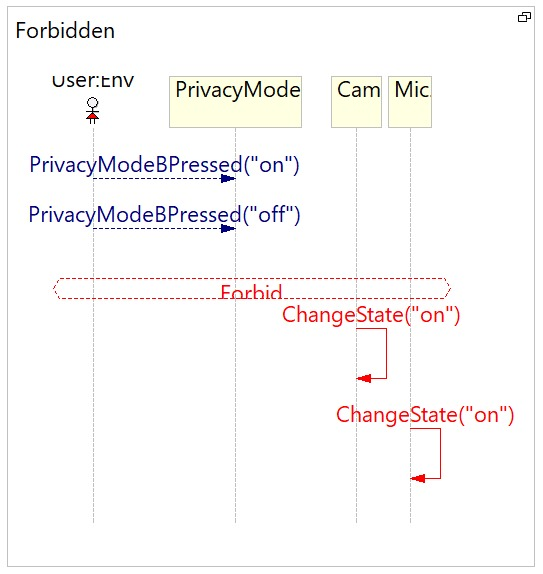 Forbidden
User:Env
PrivacyMode
Cam
Mic.
PrivacyModeBPressed("on")
PrivacyModeBPressed("off")
Forbid
ChangeState("on")
ChangeState("on")